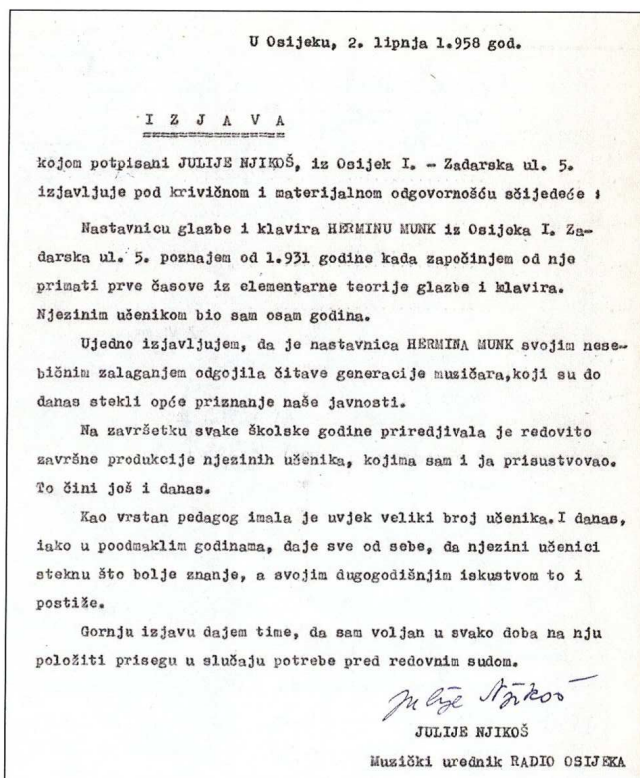 U Osijeku, 2. lipnja 1.958 god.
I Z J A V A
kojom potpisani JULIJE NJIKOŠ, iz Osijek I. - Zadarska ul. 5.
izjavljuje pod krivičnom i materijalnom odgovornošću sčijedeće :
Nastavnicu glazbe i klavira HERMINU MUNK iz Osijeka I. Za-
darska ul. 5. poznajem od 1.931 godine kada započinjem od nje
primati prve časove iz elementarne teorije glazbe i klavira.
Njezinim učenikom bio sam osam godina.
Ujedno izjavljujem, da je nastavnica HERMINA MUNK svojim nese-
bičnim zalaganjem odgojila čitave generacije muzičara,koji su do
danas stekli opće priznanje naše javnosti.
Na završetku svake školske godine priredjivala je redovito
završne produkcije njezinih učenika, kojima sam i ja prisustvovao.
To čini još i danas.
Kao vrstan pedagog imala je uvjek veliki broj učenika.I danas,
iako u poodmaklim godinama, daje sve od sebe, da njezini učenici
steknu što bolje znanje, a svojim dugogodišnjim iskustvom to i
postiže.
Gornju izjavu dajem time, da sam voljan u svako doba na nju
položiti prisegu u slučaju potrebe pred redovnim sudom.
Julije Njikoš
JULIJE NJIKOŠ
Muzički urednik RADIO OSIJEKA